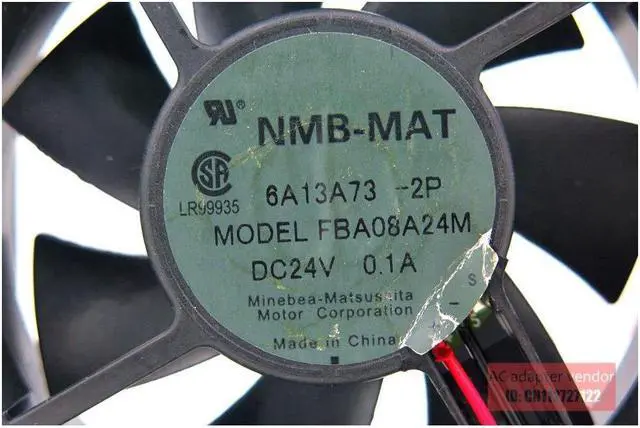 NMB-MAT
LR99935
6A13A73 -2P
MODEL FBA08A24M
DC24V 0.1A
Minebea-Matsushita
Motor Corporation
Made in China
S
−
+
AC adapter Vendor